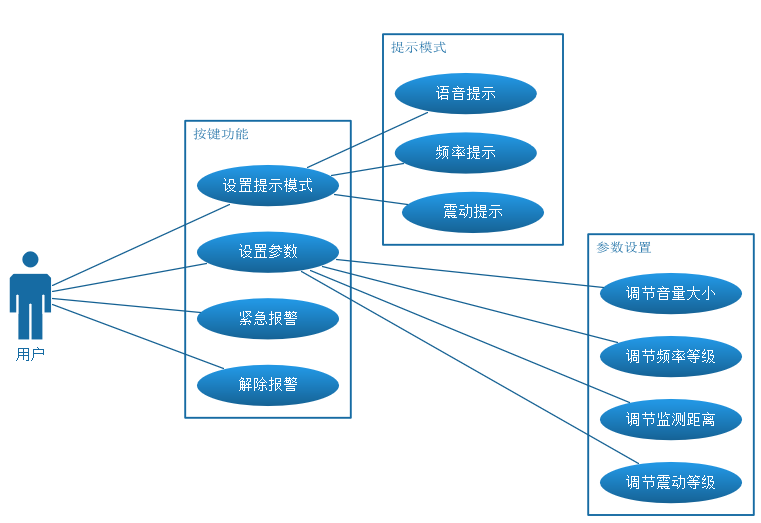 提示模式
语音提示
频率提示
震动提示
按键功能
设置提示模式
设置参数
紧急报警
解除报警
用户
参数设置
调节音量大小
调节频率等级
调节监测距离
调节震动等级